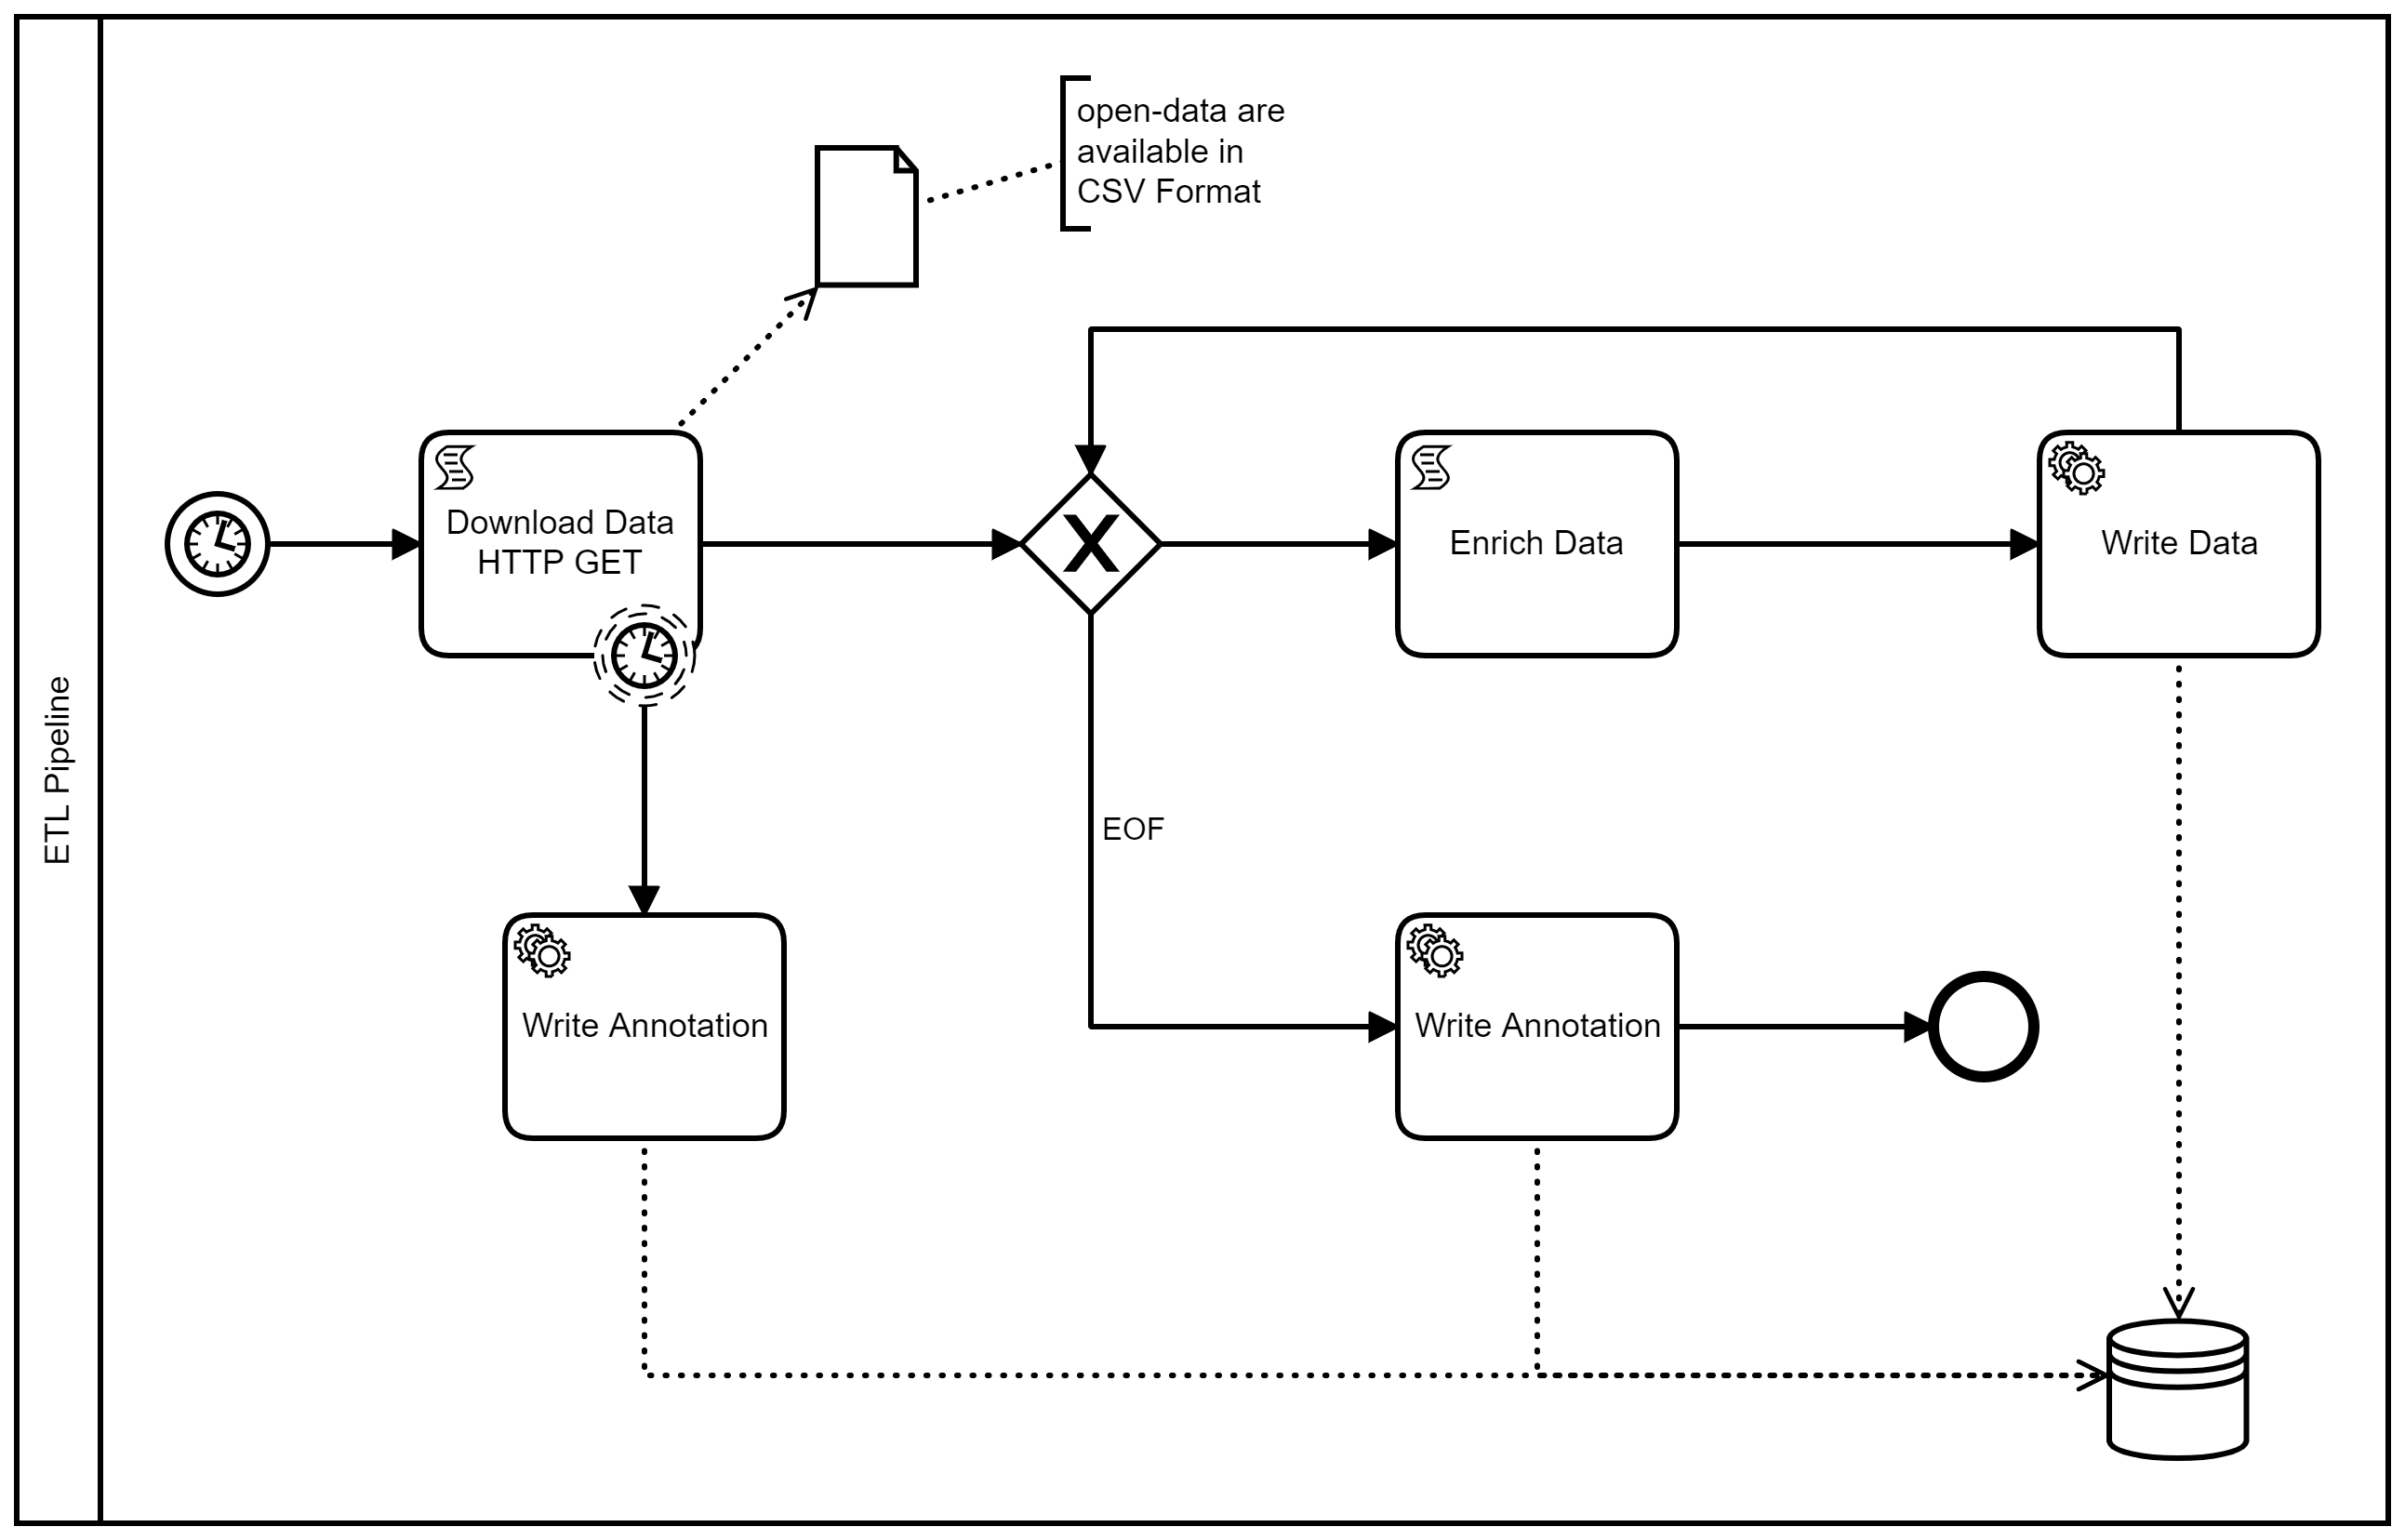 ETL Pipeline
open-data are
available in
CSV Format
Download Data
HTTP GET
X
Enrich Data
Write Data
EOF
Write Annotation
Write Annotation